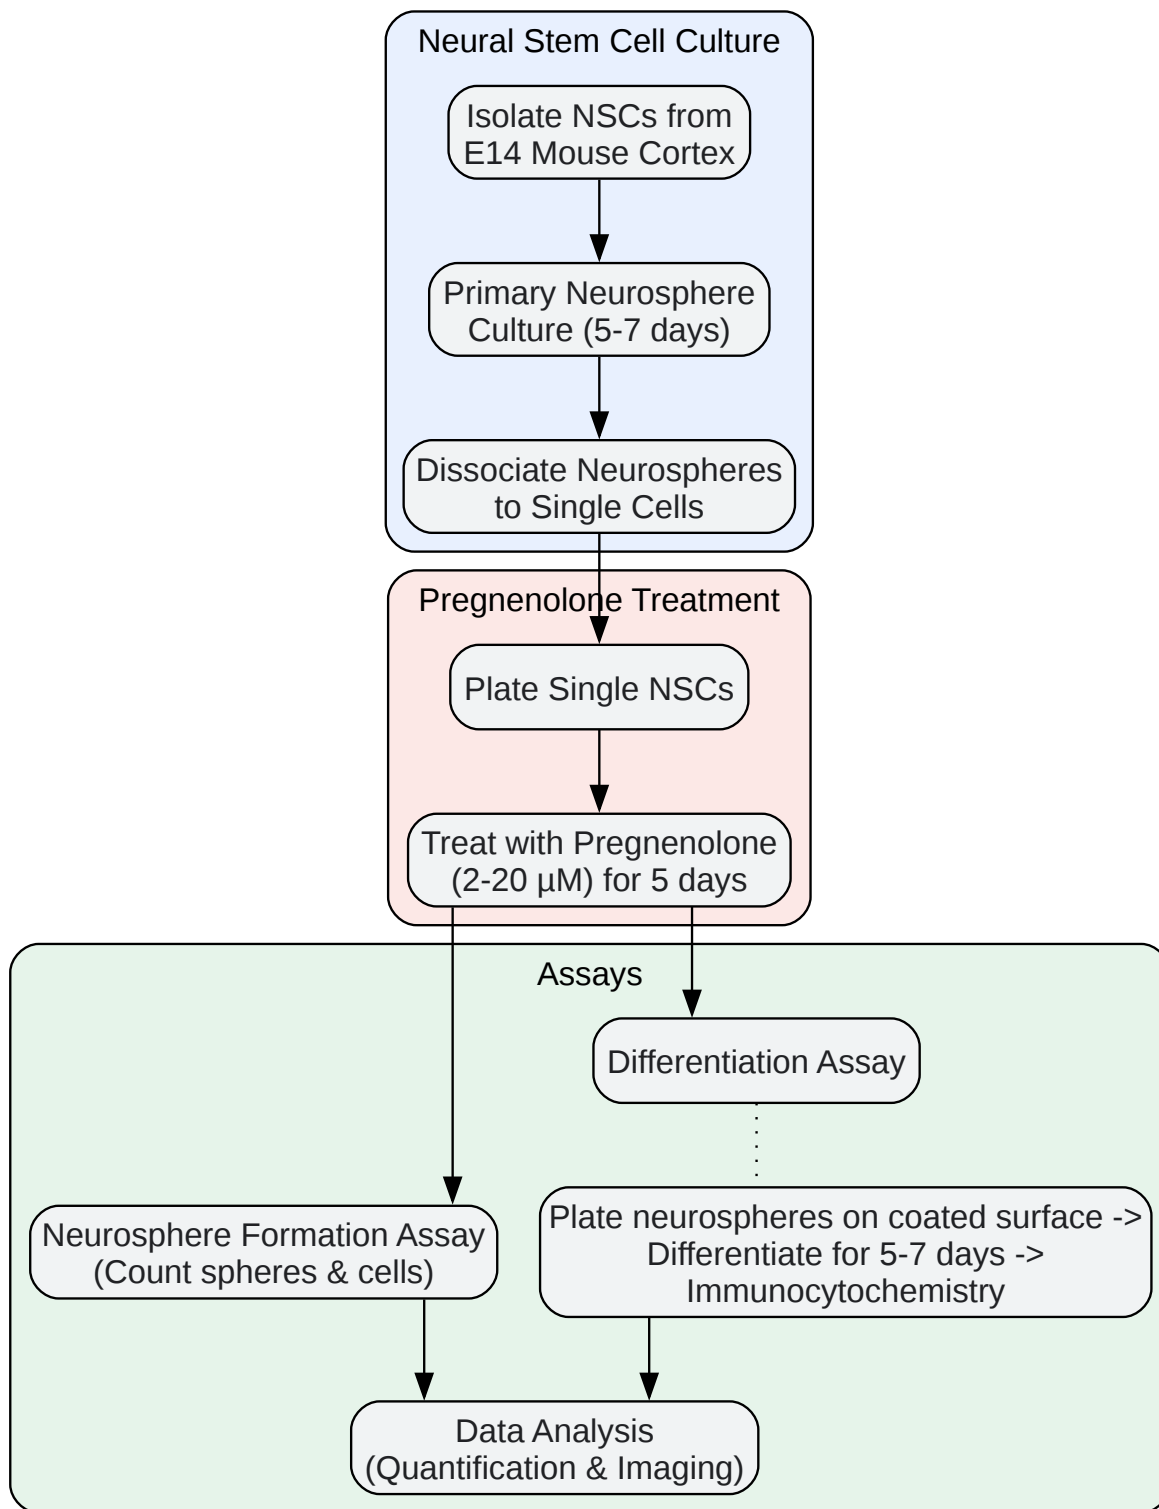 Neural Stem Cell Culture
Isolate NSCs from
E14 Mouse Cortex
Primary Neurosphere
Culture (5-7 days)
Dissociate Neurospheres
to Single Cells
Pregnenolone Treatment
Plate Single NSCs
Treat with Pregnenolone
(2-20 µM) for 5 days
Assays
Differentiation Assay
Neurosphere Formation Assay
(Count spheres & cells)
Plate neurospheres on coated surface ->
Differentiate for 5-7 days ->
Immunocytochemistry
Data Analysis
(Quantification & Imaging)